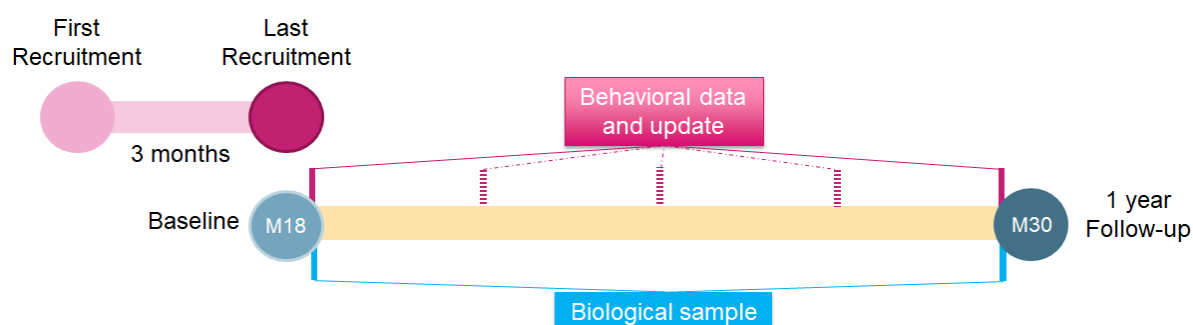 First
Recruitment
Last
Recruitment
3 months
Behavioral data
and update
Baseline
M18
M30
1 year
Follow-up
Biological sample